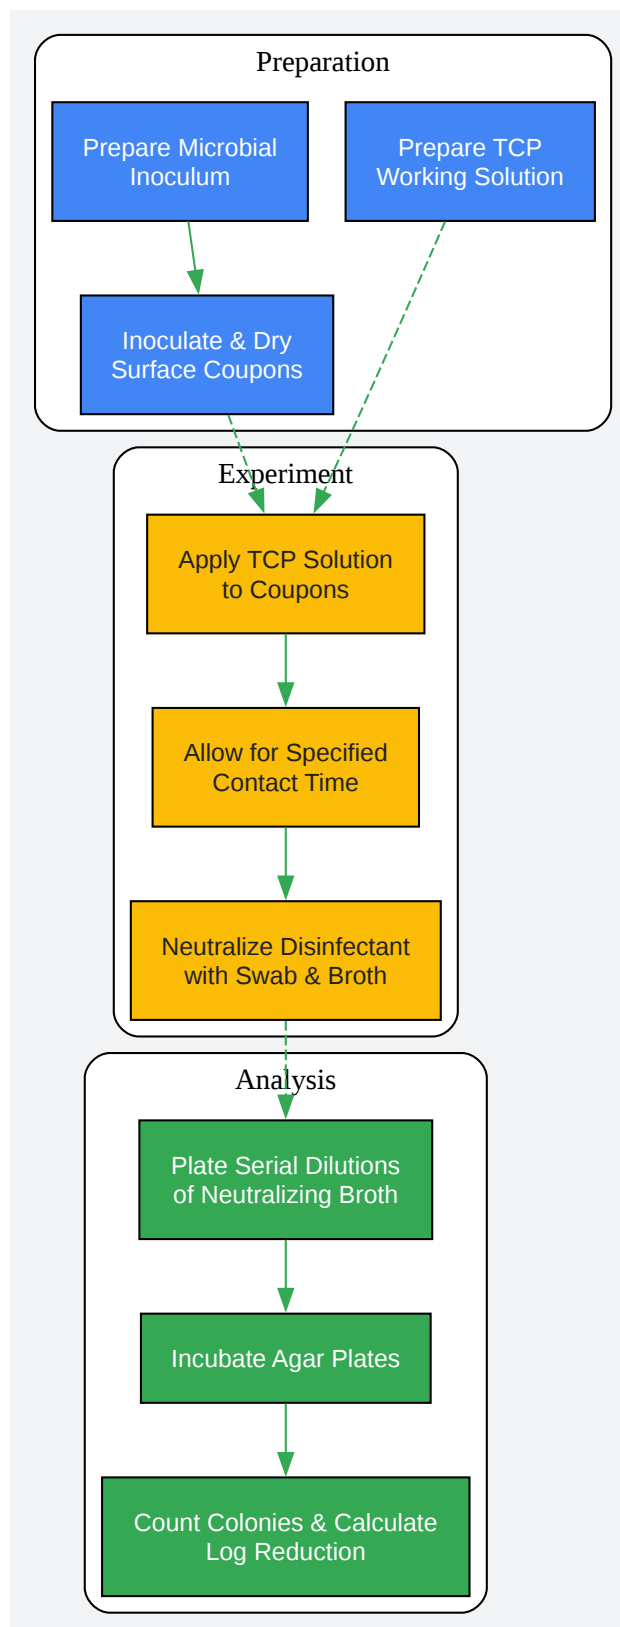 Preparation
Prepare Microbial
Inoculum
Prepare TCP
Working Solution
Inoculate & Dry
Surface Coupons
Experiment
Apply TCP Solution
to Coupons
Allow for Specified
Contact Time
Neutralize Disinfectant
with Swab & Broth
Analysis
Plate Serial Dilutions
of Neutralizing Broth
Incubate Agar Plates
Count Colonies & Calculate
Log Reduction